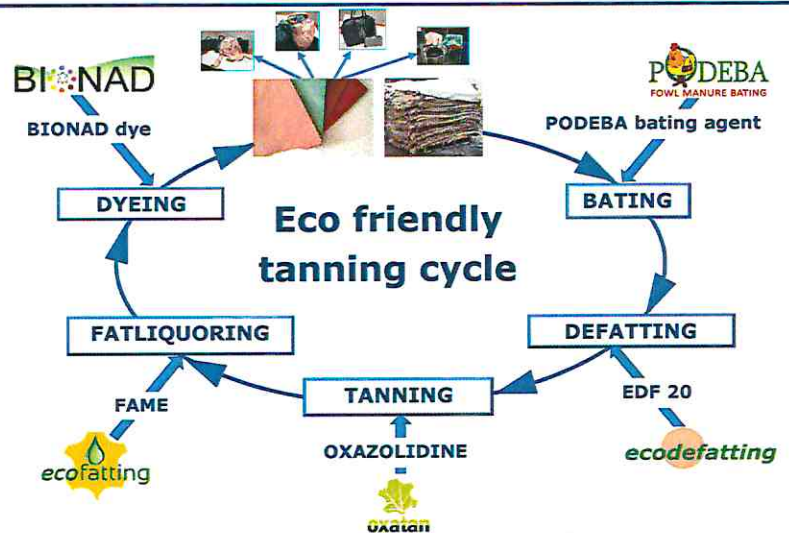 BIONAD
BIONAD dye
PODEBA
FOWL MANURE BATING
PODEBA bating agent
DYEING
BATING
Eco friendly
tanning cycle
FATLIQUORING
DEFATTING
TANNING
FAME
EDF 20
OXAZOLIDINE
ecofatting
ecodefatting
oxatan